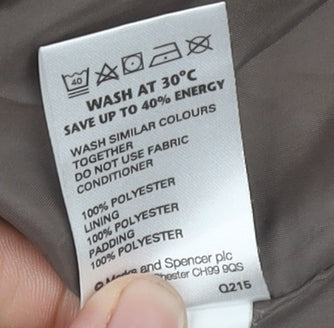 40
WASH AT 30°C
SAVE UP TO 40% ENERGY
WASH SIMILAR COLOURS
TOGETHER
DO NOT USE FABRIC
CONDITIONER
100% POLYESTER
LINING
100% POLYESTER
PADDING
100% POLYESTER
© Marks and Spencer plc
CH99 9QS
Q215